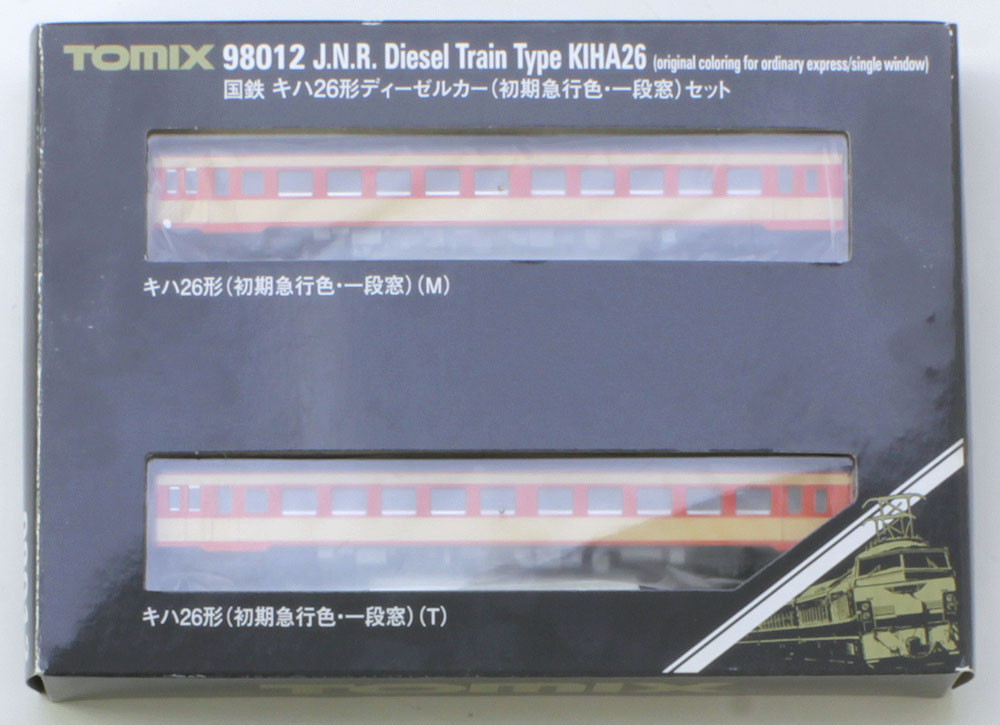 TOMIX 98012 J.N.R. Diesel Train Type KIHA26 (original coloring for ordinary express/single window)
国鉄 キハ26形ディーゼルカー(初期急行色・一段窓)セット
キハ26形(初期急行色・一段窓)(M)
キハ26形(初期急行色・一段窓)(T)
TOMIX